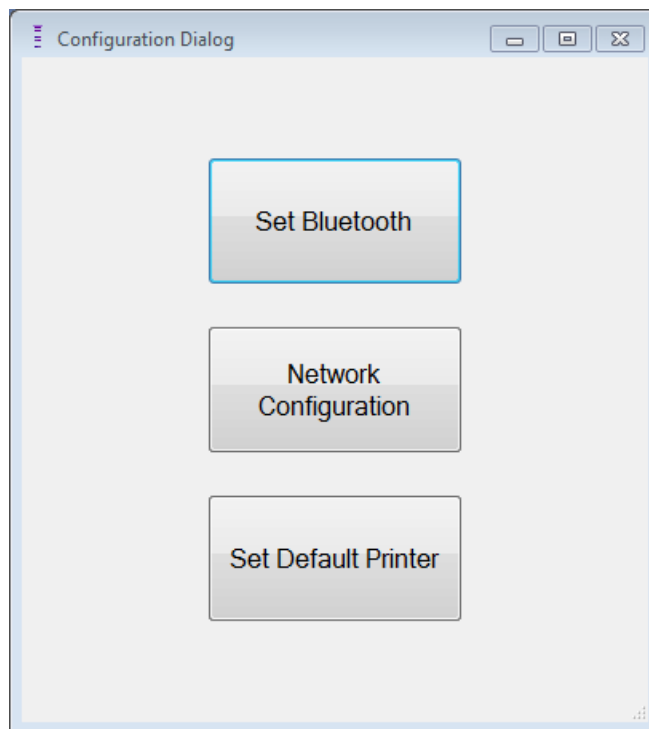 Configuration Dialog
Set Bluetooth
Network
Configuration
Set Default Printer